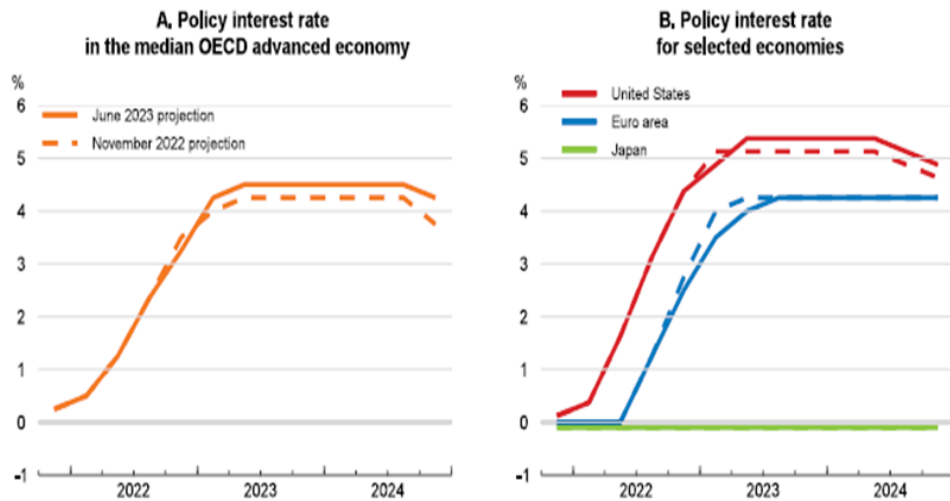 A. Policy interest rate
in the median OECD advanced economy
%
6
5
4
3
2
1
0
-1
June 2023 projection
November 2022 projection
2022
2023
2024
B. Policy interest rate
for selected economies
%
6
5
4
3
2
1
0
-1
United States
Euro area
Japan
2022
2023
2024